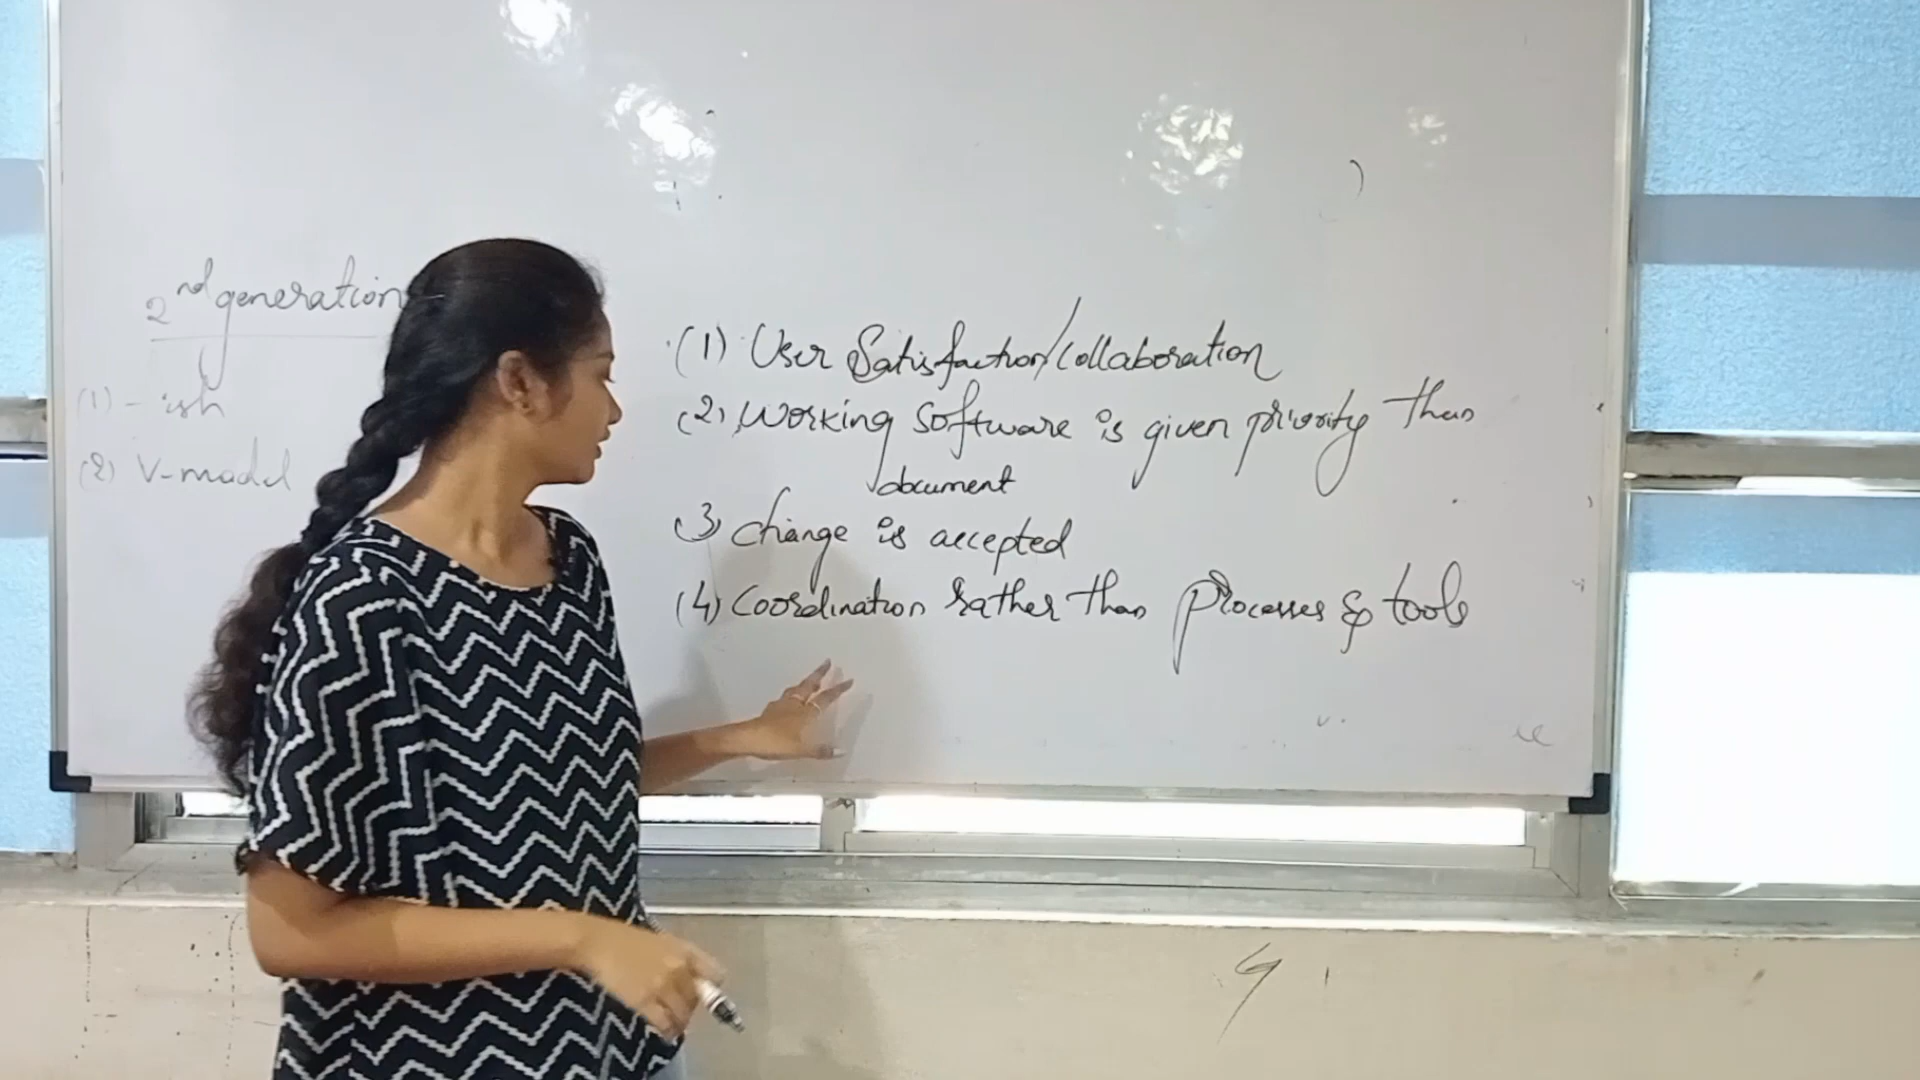 2nd generation
(1) - ish
(2) V-model
(1) User Satisfaction/collaboration
(2) Working software is given priority than
document
(3) change is accepted
(4) Coordination rather than processes & tools